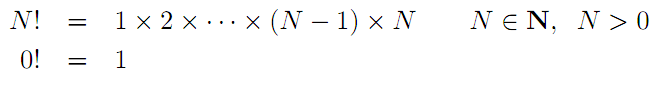 N! = 1 × 2 × ⋯ × (N − 1) × N N ∈ N, N > 0
0! = 1